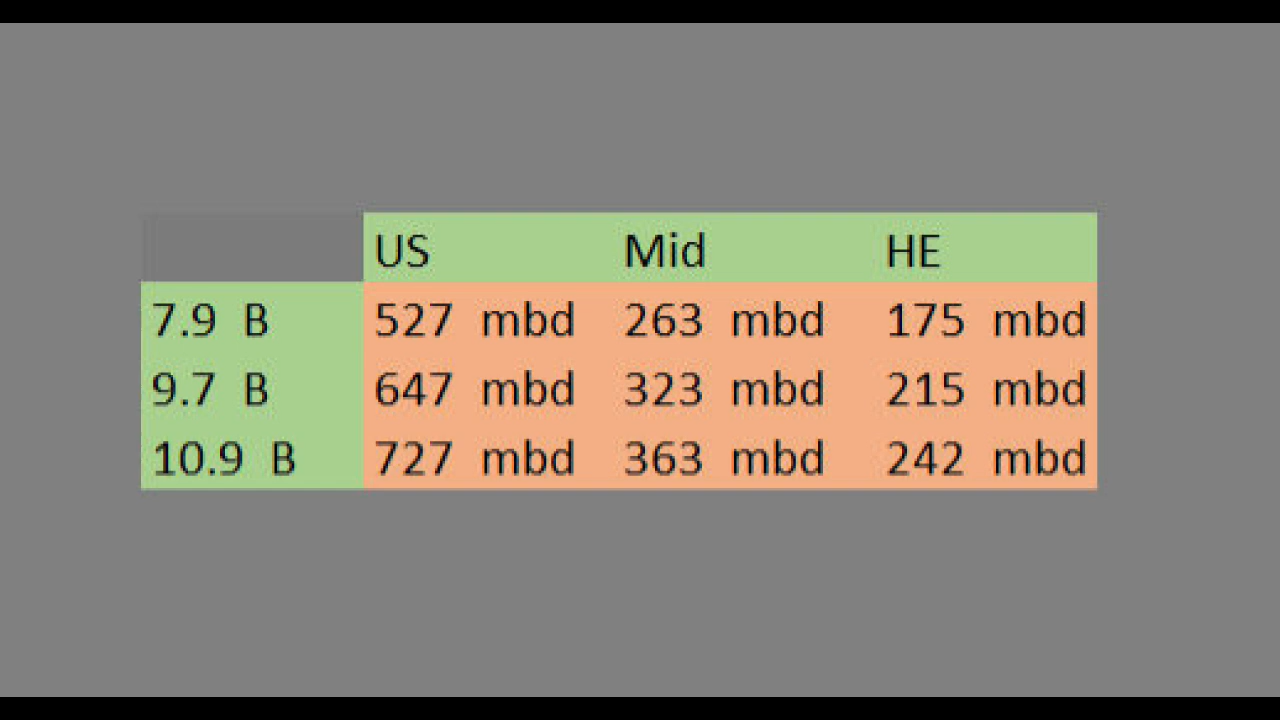 US Mid HE
7.9 B 527 mbd 263 mbd 175 mbd
9.7 B 647 mbd 323 mbd 215 mbd
10.9 B 727 mbd 363 mbd 242 mbd